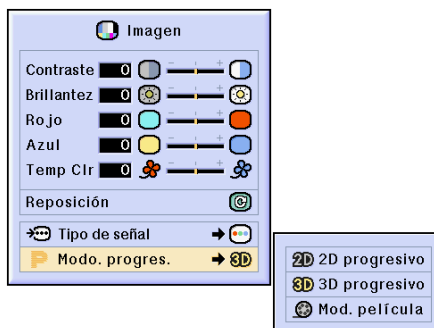 Imagen
Contraste 0
Brillantez 0
Rojo 0
Azul 0
Temp Clr 0
Reposición
Tipo de señal
P Modo. progres. 3D
2D 2D progresivo
3D 3D progresivo
Mod. película